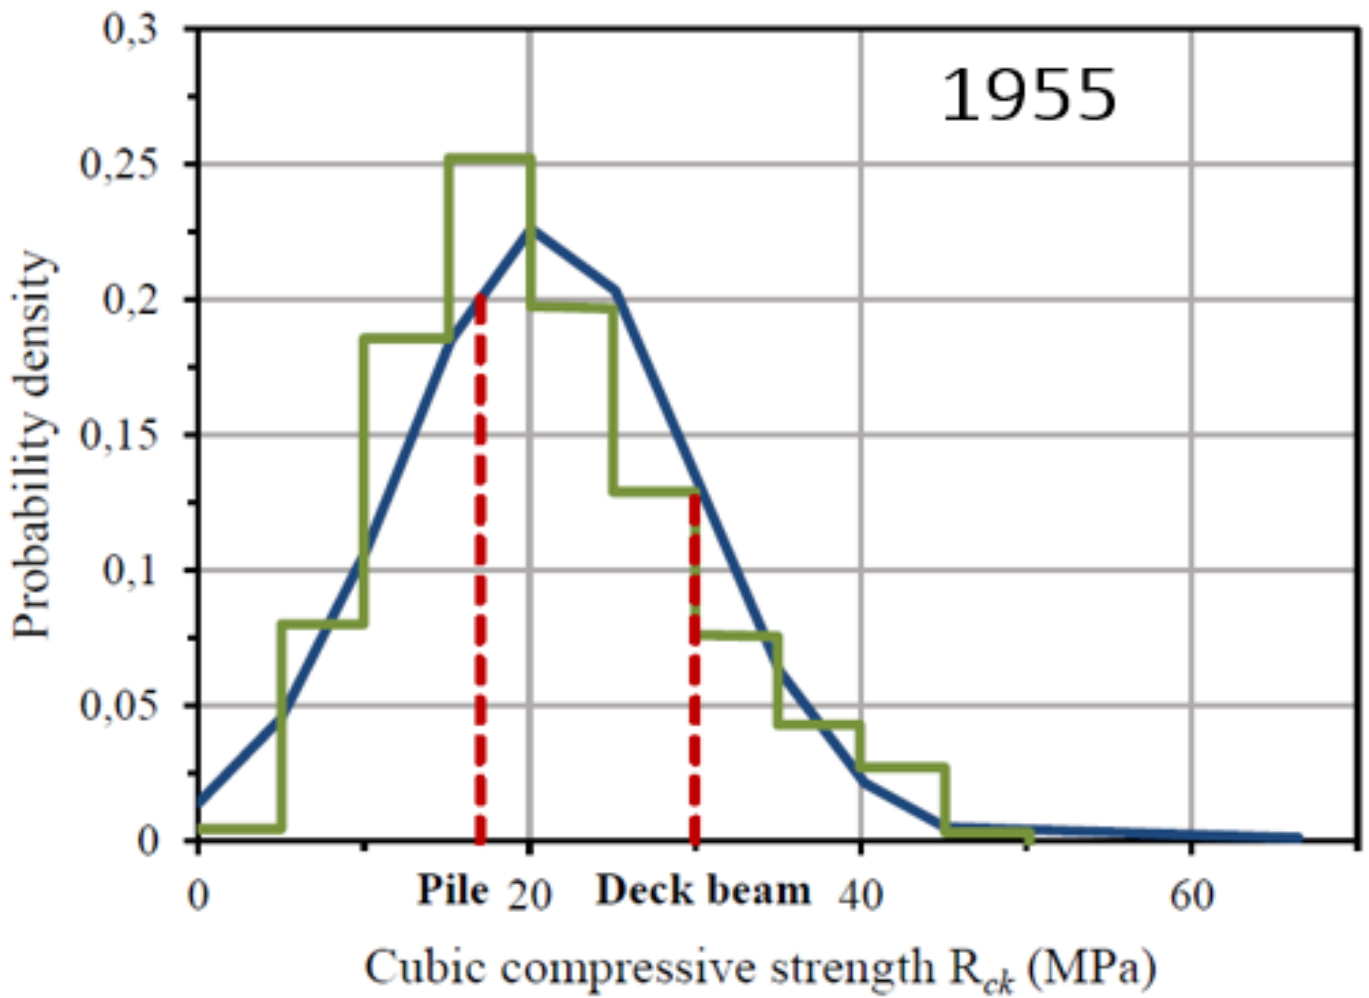 0,3
1955
0,25
0,2
0,15
0,1
0,05
0
Probability density
0 Pile 20 Deck beam 40 60
Cubic compressive strength Rck (MPa)